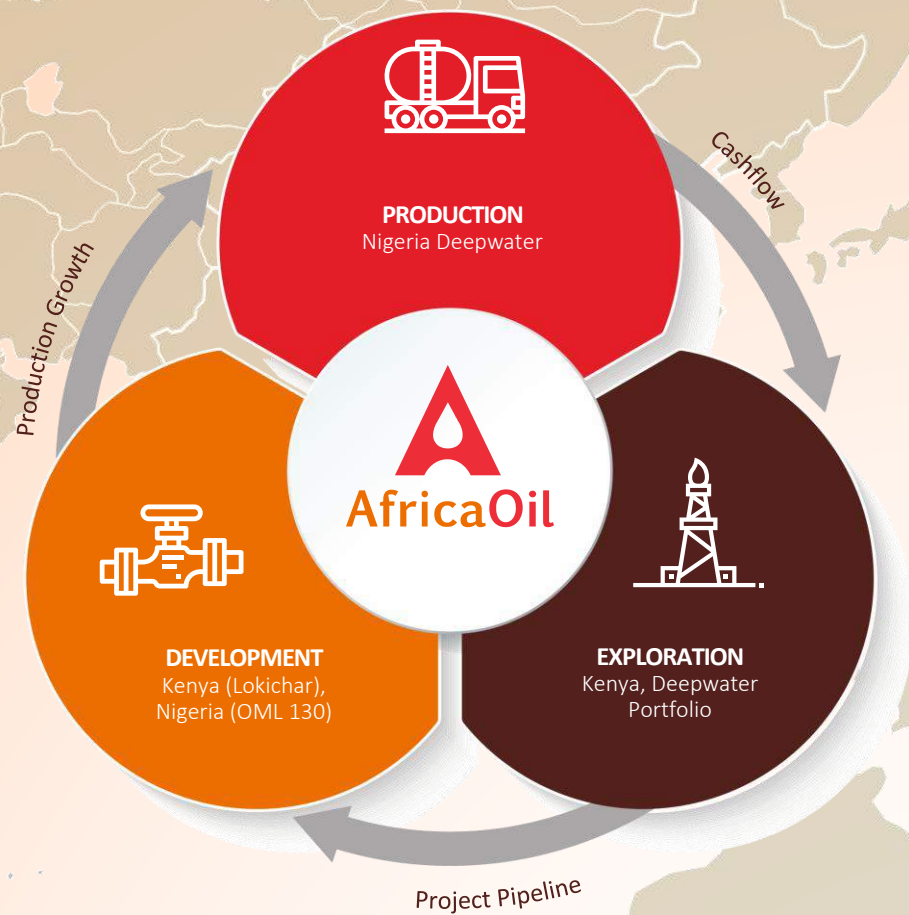 Cashflow
PRODUCTION
Nigeria Deepwater
Production Growth
AfricaOil
DEVELOPMENT
Kenya (Lokichar),
Nigeria (OML 130)
EXPLORATION
Kenya, Deepwater
Portfolio
Project Pipeline